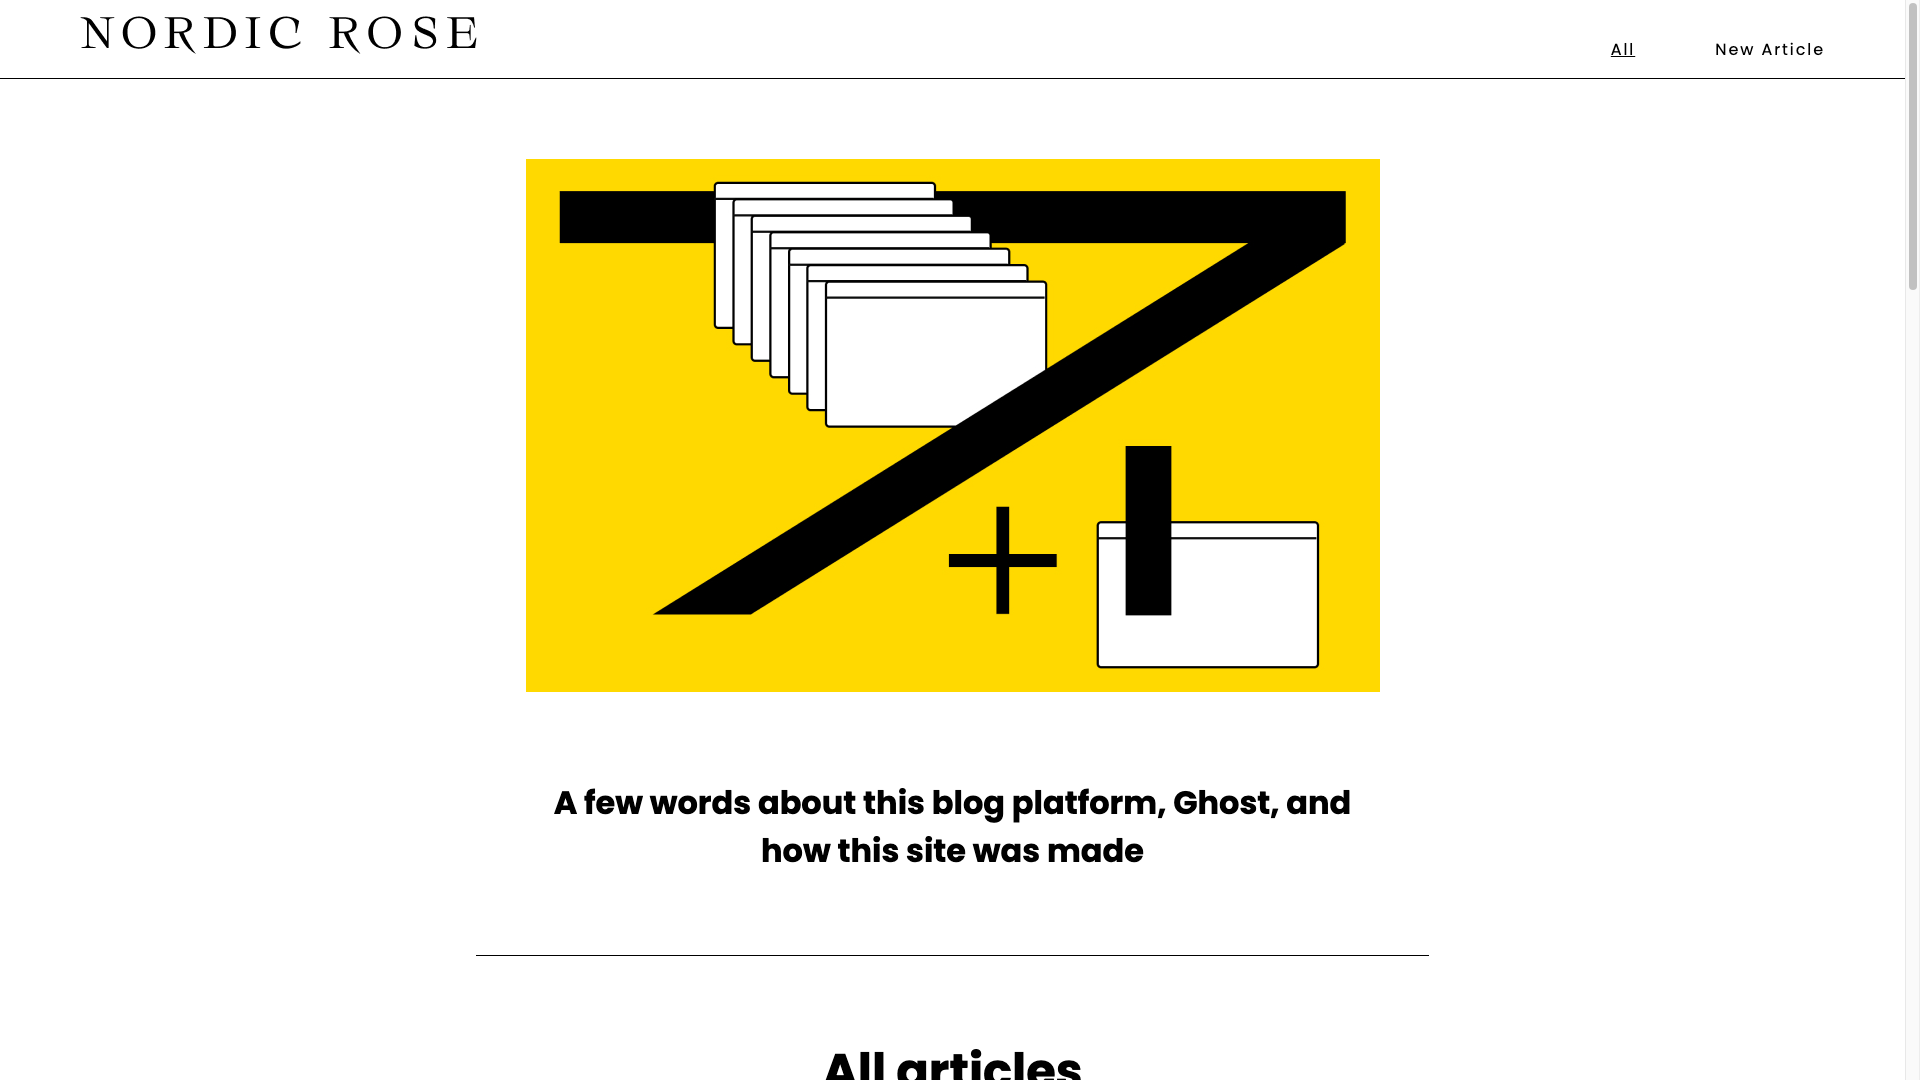 NORDIC ROSE
All
New Article
A few words about this blog platform, Ghost, and
how this site was made
All articles